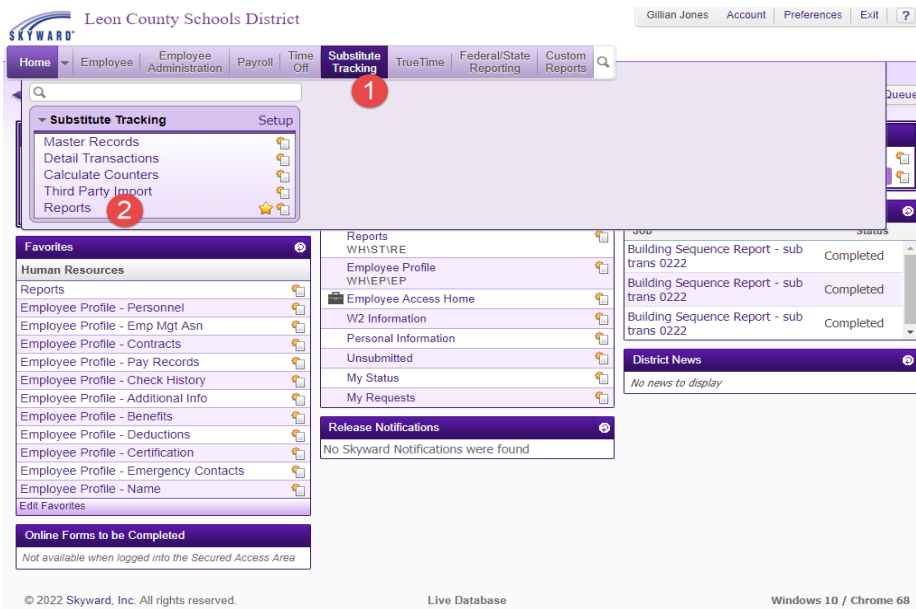 Leon County Schools District
SKYWARD
Gillian Jones Account Preferences Exit ?
Home Employee Employee Administration Payroll Time Off Substitute Tracking TrueTime Federal/State Reporting Custom Reports
1
Queue
Substitute Tracking Setup
Master Records
Detail Transactions
Calculate Counters
Third Party Import
Reports 2
Favorites
Human Resources
Reports
Employee Profile - Personnel
Employee Profile - Emp Mgt Asn
Employee Profile - Contracts
Employee Profile - Pay Records
Employee Profile - Check History
Employee Profile - Additional Info
Employee Profile - Benefits
Employee Profile - Deductions
Employee Profile - Certification
Employee Profile - Emergency Contacts
Employee Profile - Name
Edit Favorites
Online Forms to be Completed
Not available when logged into the Secured Access Area
Reports
WH\ST\RE
Employee Profile
WH\EP\EP
Employee Access Home
W2 Information
Personal Information
Unsubmitted
My Status
My Requests
Release Notifications
No Skyward Notifications were found
Job Status
Building Sequence Report - sub
trans 0222 Completed
Building Sequence Report - sub
trans 0222 Completed
Building Sequence Report - sub
trans 0222 Completed
District News
No news to display
© 2022 Skyward, Inc. All rights reserved. Live Database Windows 10 / Chrome 68